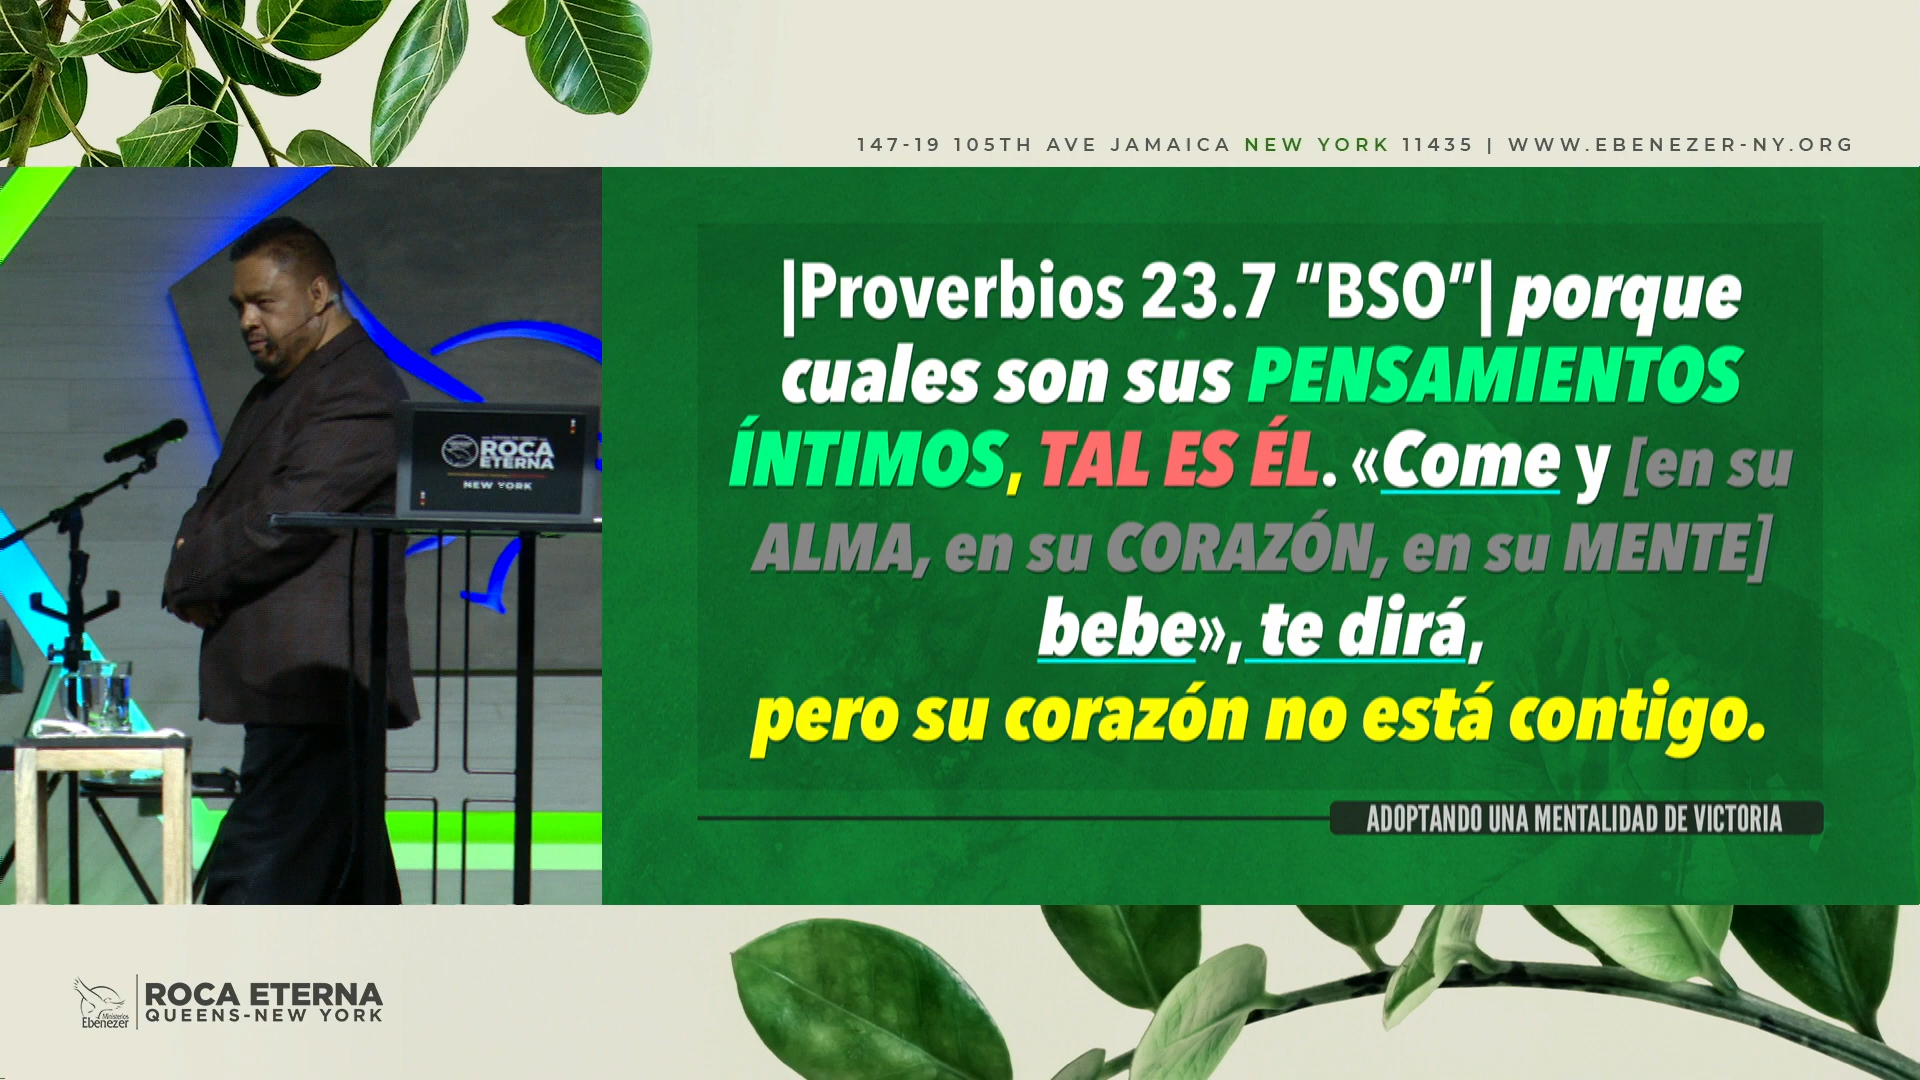 147-19 105TH AVE JAMAICA NEW YORK 11435 | WWW.EBENEZER-NY.ORG
|Proverbios 23.7 “BSO”| porque
cuales son sus PENSAMIENTOS
ÍNTIMOS, TAL ES ÉL. «Come y [en su
ALMA, en su CORAZÓN, en su MENTE]
bebe», te dirá,
pero su corazón no está contigo.
ADOPTANDO UNA MENTALIDAD DE VICTORIA
ROCA
ETERNA
NEW YORK
Ministerios
Ebenezer
ROCA ETERNA
QUEENS-NEW YORK